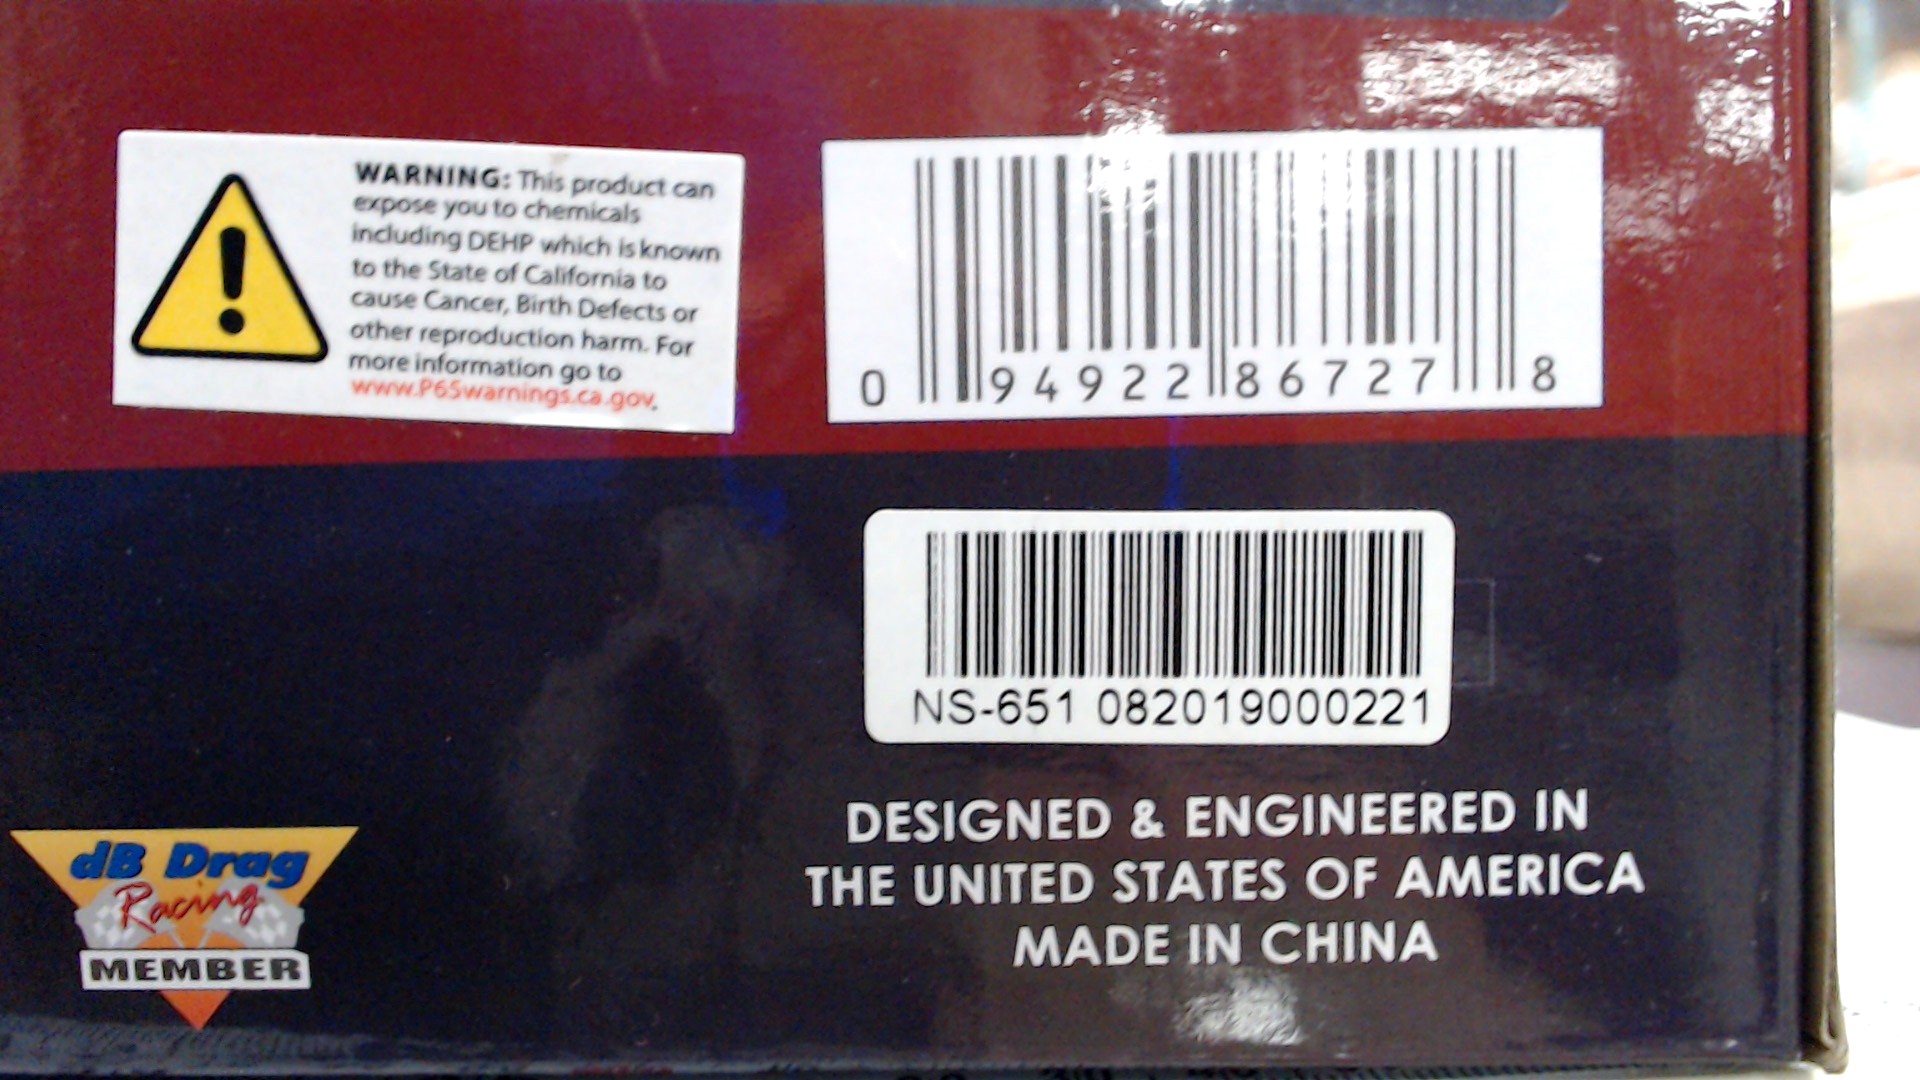 WARNING: This product can
expose you to chemicals
including DEHP which is known
to the State of California to
cause Cancer, Birth Defects or
other reproduction harm. For
more information go to
www.P65warnings.ca.gov.
0 94922 86727 8
NS-651 082019000221
DESIGNED & ENGINEERED IN
THE UNITED STATES OF AMERICA
MADE IN CHINA
dB Drag
Racing
MEMBER